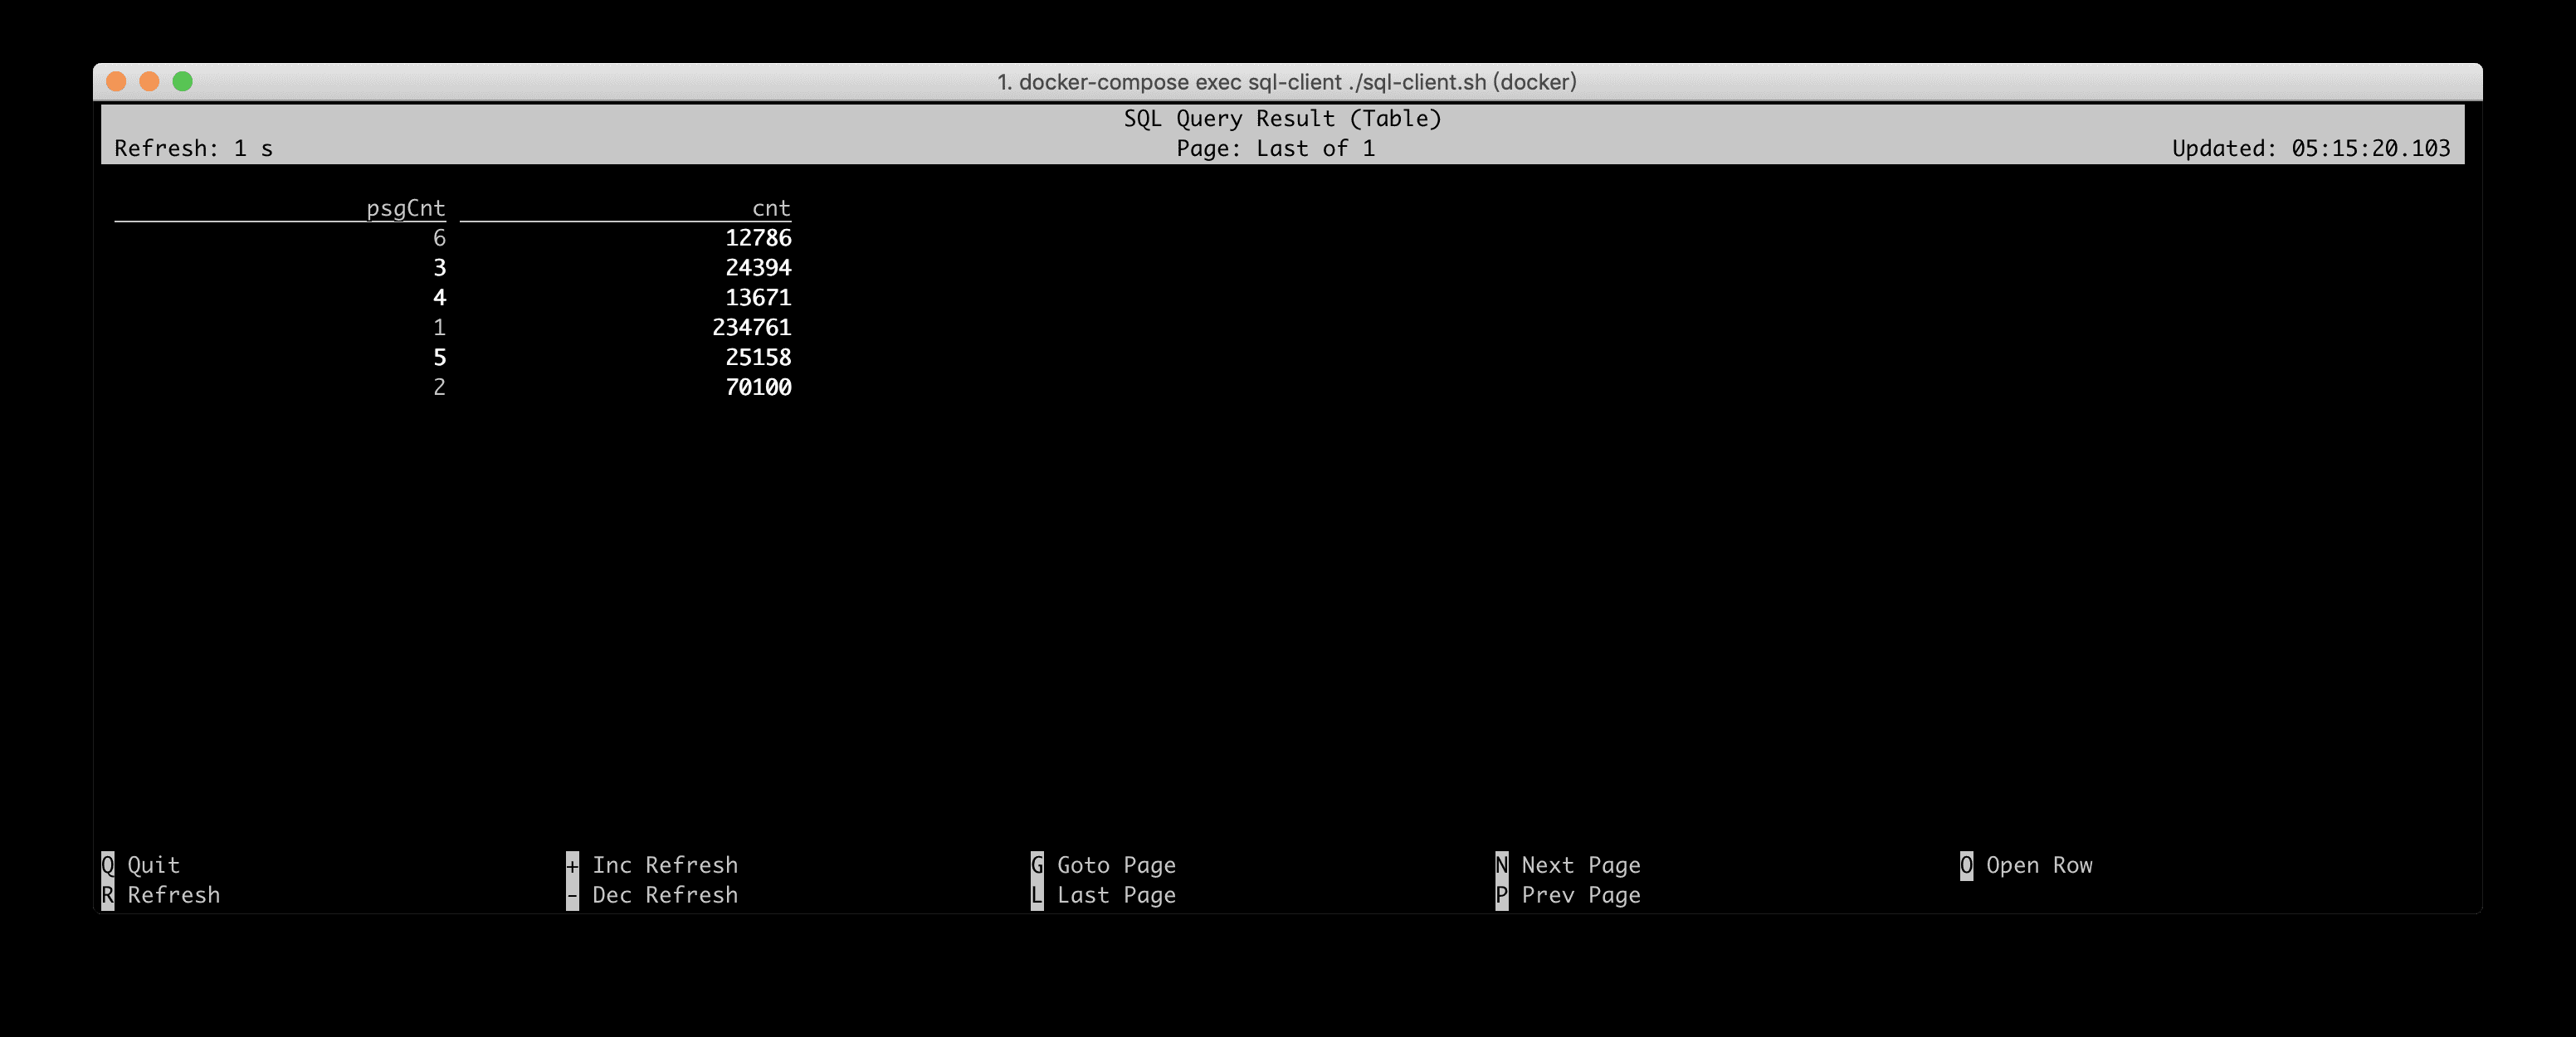 1. docker-compose exec sql-client ./sql-client.sh (docker)
SQL Query Result (Table)
Refresh: 1 s Page: Last of 1 Updated: 05:15:20.103
psgCnt cnt
6 12786
3 24394
4 13671
1 234761
5 25158
2 70100
Q Quit + Inc Refresh G Goto Page N Next Page O Open Row
R Refresh - Dec Refresh L Last Page P Prev Page